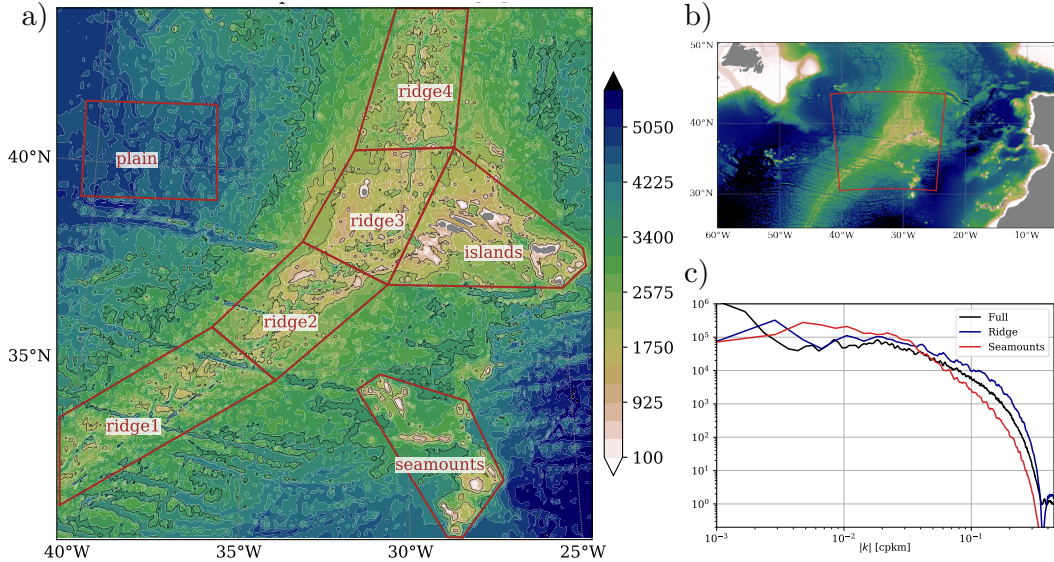 a)
ridge4
plain
ridge3
islands
ridge2
ridge1
seamounts
40°N
35°N
40°W
35°W
30°W
25°W
5050
4225
3400
2575
1750
925
100
b)
50°N
40°N
30°N
60°W
50°W
40°W
30°W
20°W
10°W
c)
10⁶
10⁵
10⁴
10³
10²
10¹
10⁰
Full
Ridge
Seamounts
10⁻³
10⁻²
10⁻¹
|k| [cpkm]